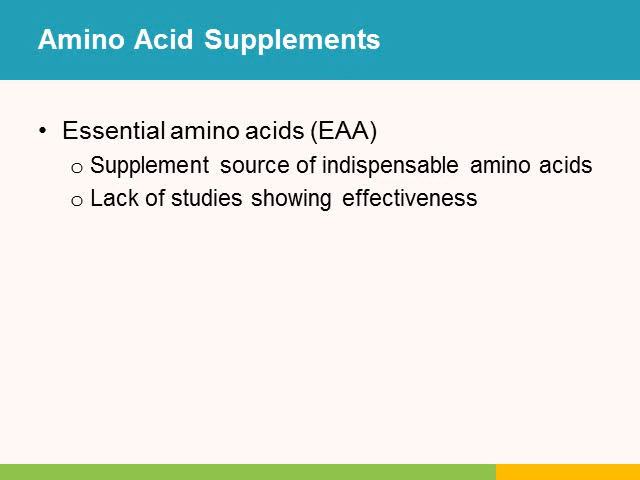 Amino Acid Supplements
• Essential amino acids (EAA)
o Supplement source of indispensable amino acids
o Lack of studies showing effectiveness